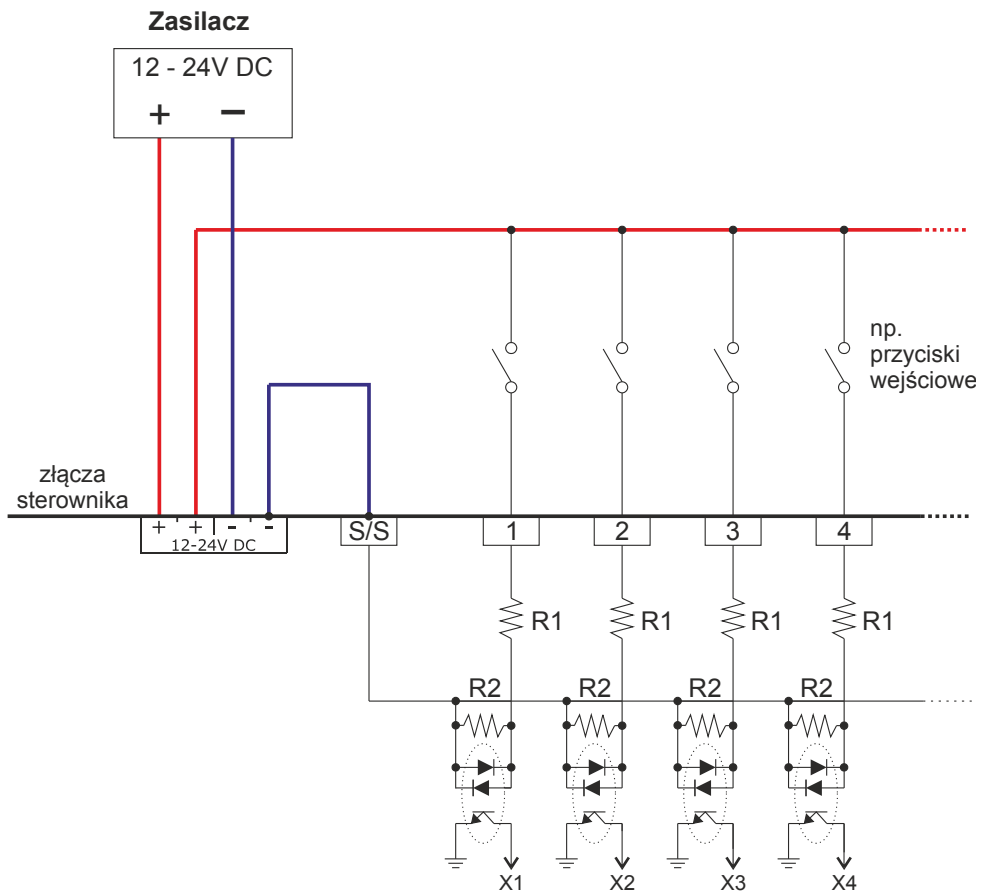 Zasilacz
12 - 24V DC
+ −
np.
przyciski
wejściowe
złącza
sterownika
+ + - -
12-24V DC
S/S
1 2 3 4
R1 R1 R1 R1
R2 R2 R2 R2
X1 X2 X3 X4